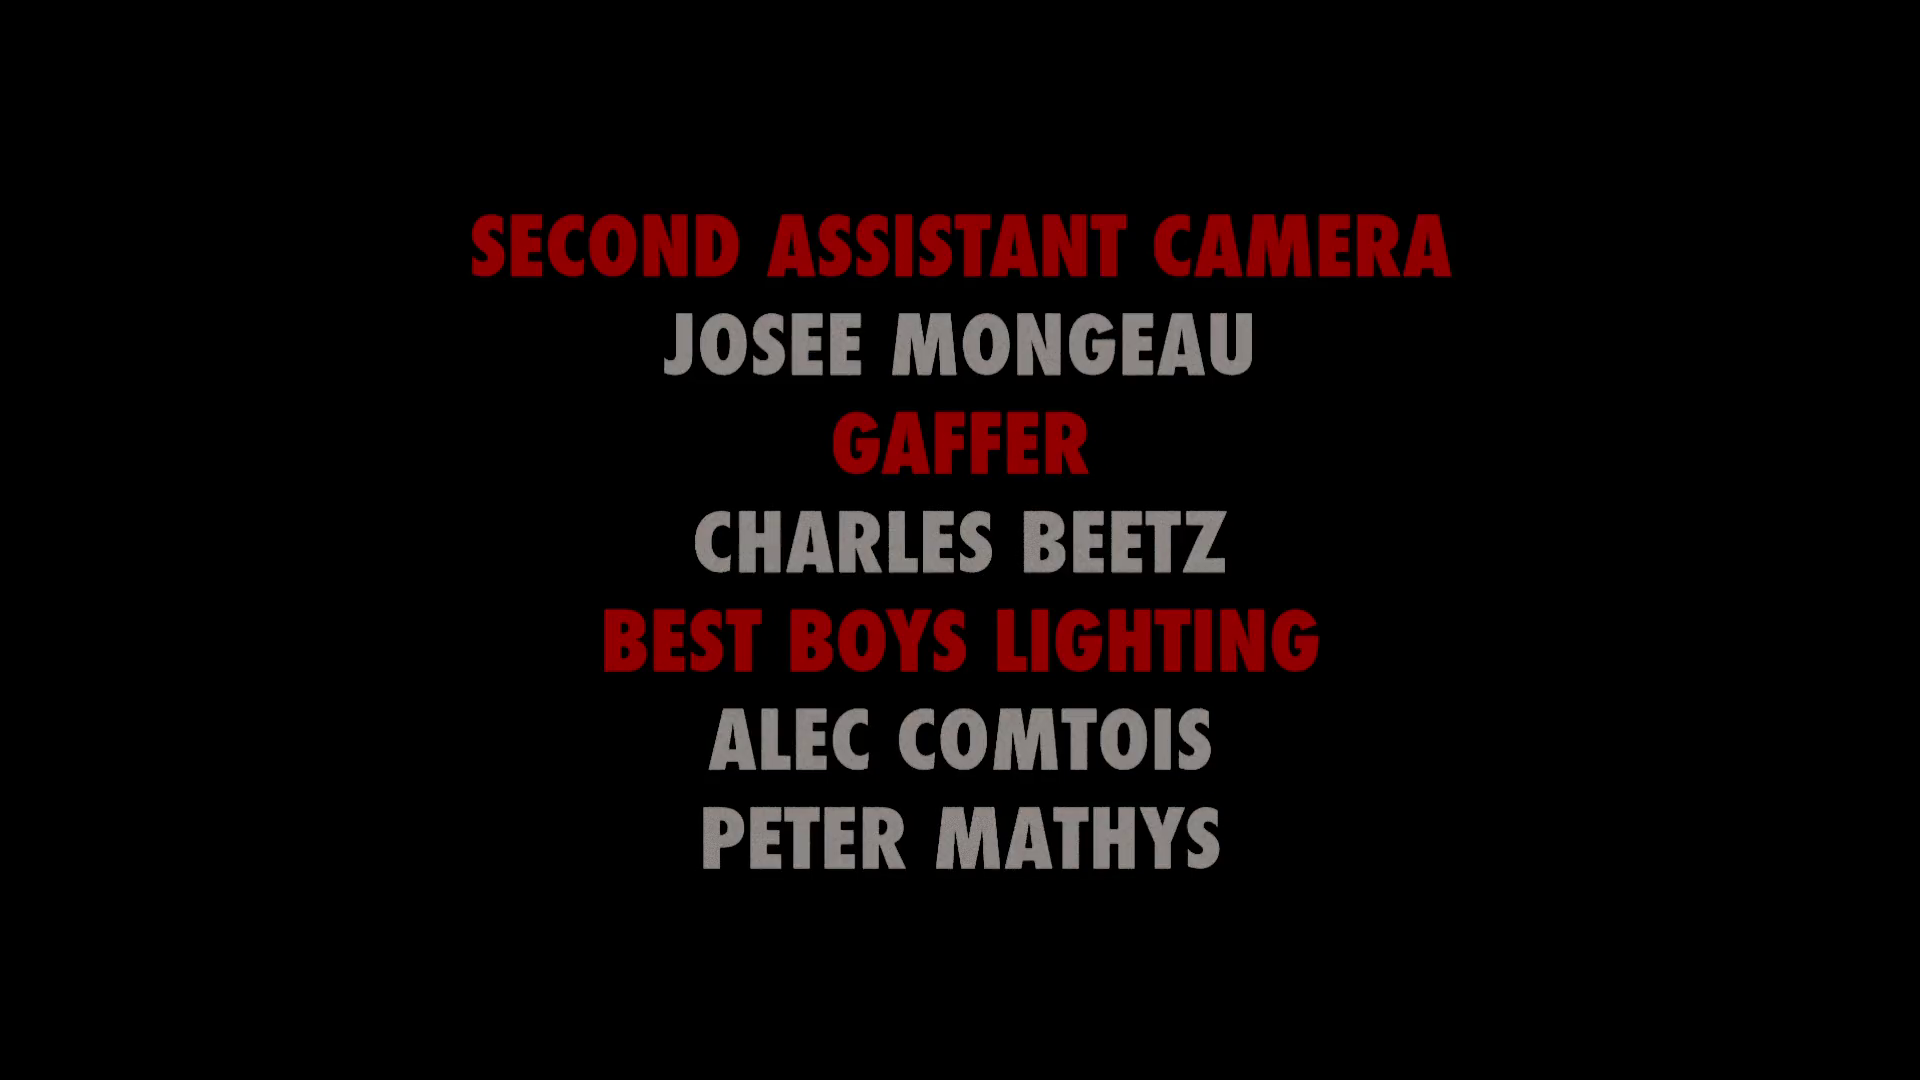 SECOND ASSISTANT CAMERA
JOSEE MONGEAU
GAFFER
CHARLES BEETZ
BEST BOYS LIGHTING
ALEC COMTOIS
PETER MATHYS